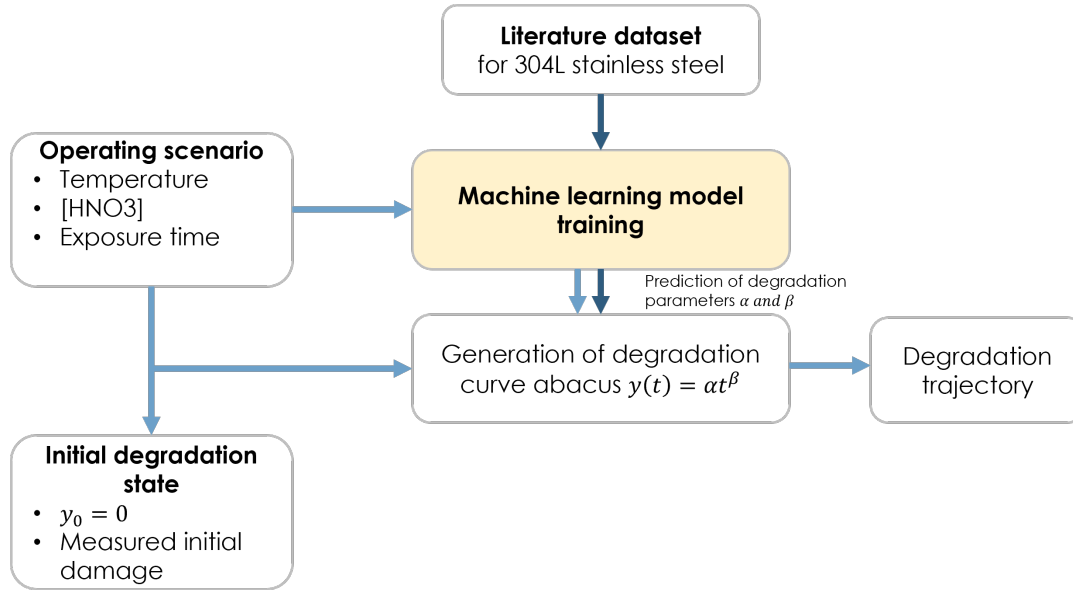 Literature dataset
for 304L stainless steel
Operating scenario
• Temperature
• [HNO3]
• Exposure time
Machine learning model
training
Prediction of degradation
parameters α and β
Generation of degradation
curve abacus y(t) = αt^β
Degradation
trajectory
Initial degradation
state
• y₀ = 0
• Measured initial
damage